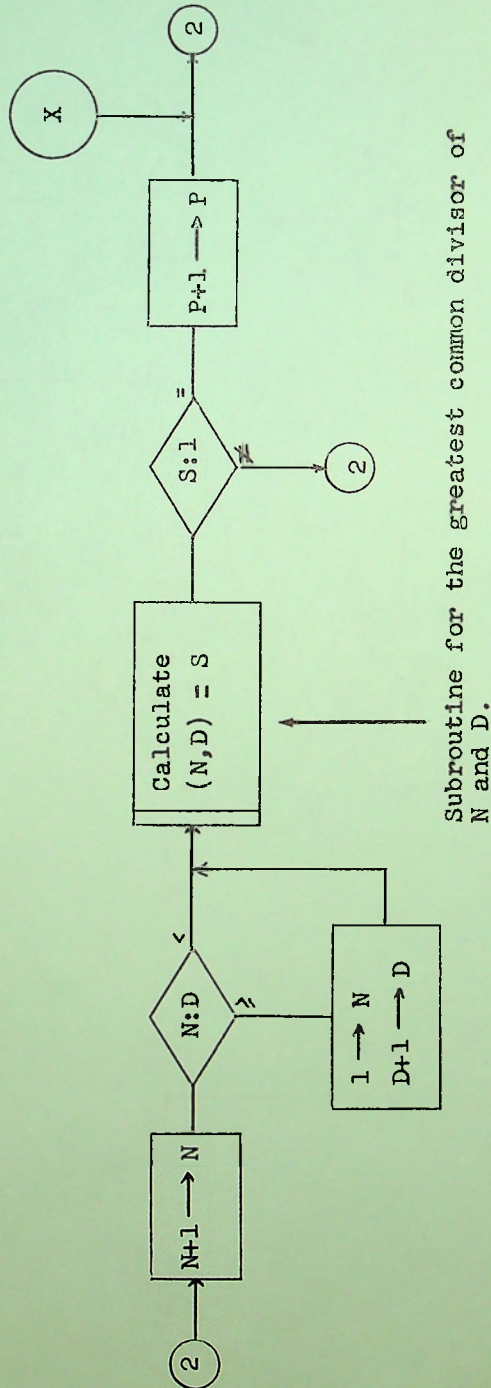 2
N+1 ⟶ N
N:D
<
≥
1 ⟶ N
D+1 ⟶ D
Calculate
(N,D) = S
S:1
=
≠
2
P+1 ⟶ P
X
2
Subroutine for the greatest common divisor of
N and D.